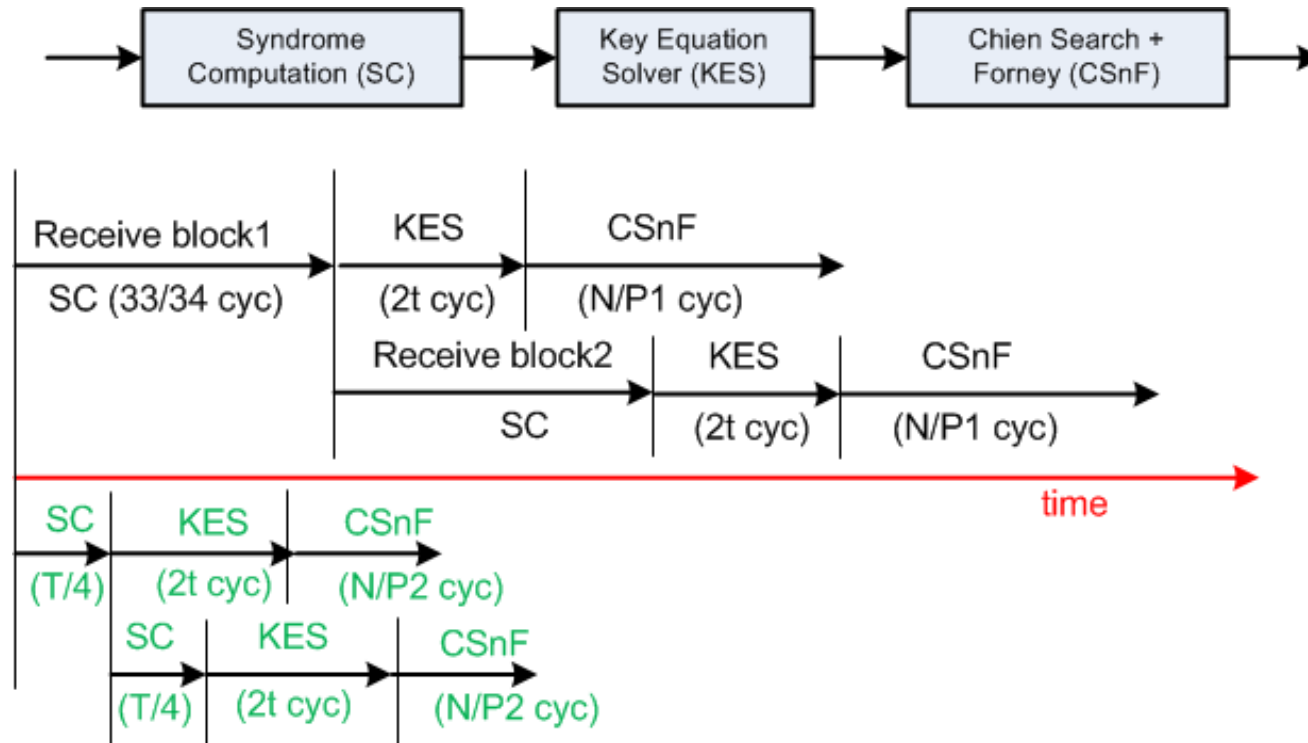 Syndrome
Computation (SC)
Key Equation
Solver (KES)
Chien Search +
Forney (CSnF)
Receive block1
KES
CSnF
SC (33/34 cyc)
(2t cyc)
(N/P1 cyc)
Receive block2
KES
CSnF
SC
(2t cyc)
(N/P1 cyc)
time
SC
KES
CSnF
(T/4)
(2t cyc)
(N/P2 cyc)
SC
KES
CSnF
(T/4)
(2t cyc)
(N/P2 cyc)